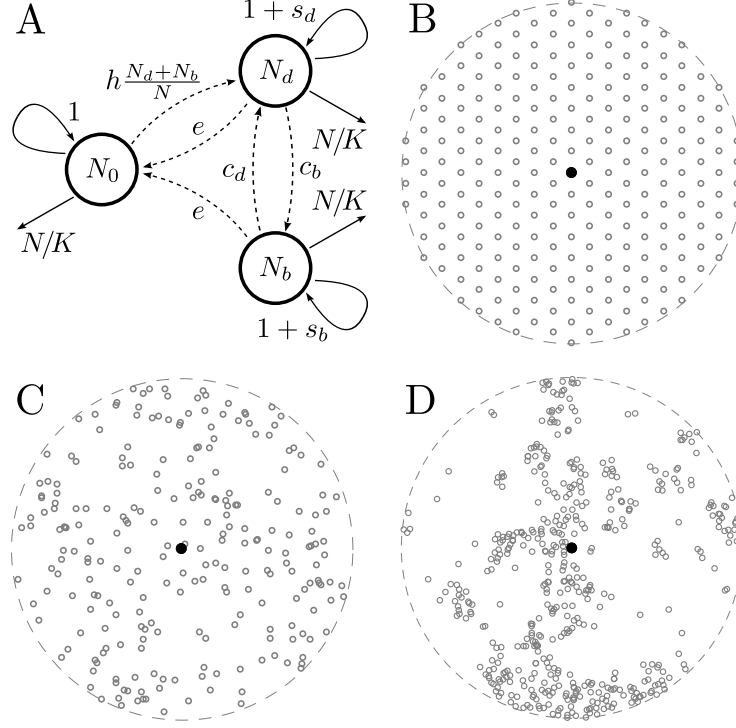 A
1 + s_d
B
N_d
h (N_d+N_b)/N
1
e
N/K
N_0
c_d
c_b
N/K
e
N/K
N_b
1 + s_b
C
D